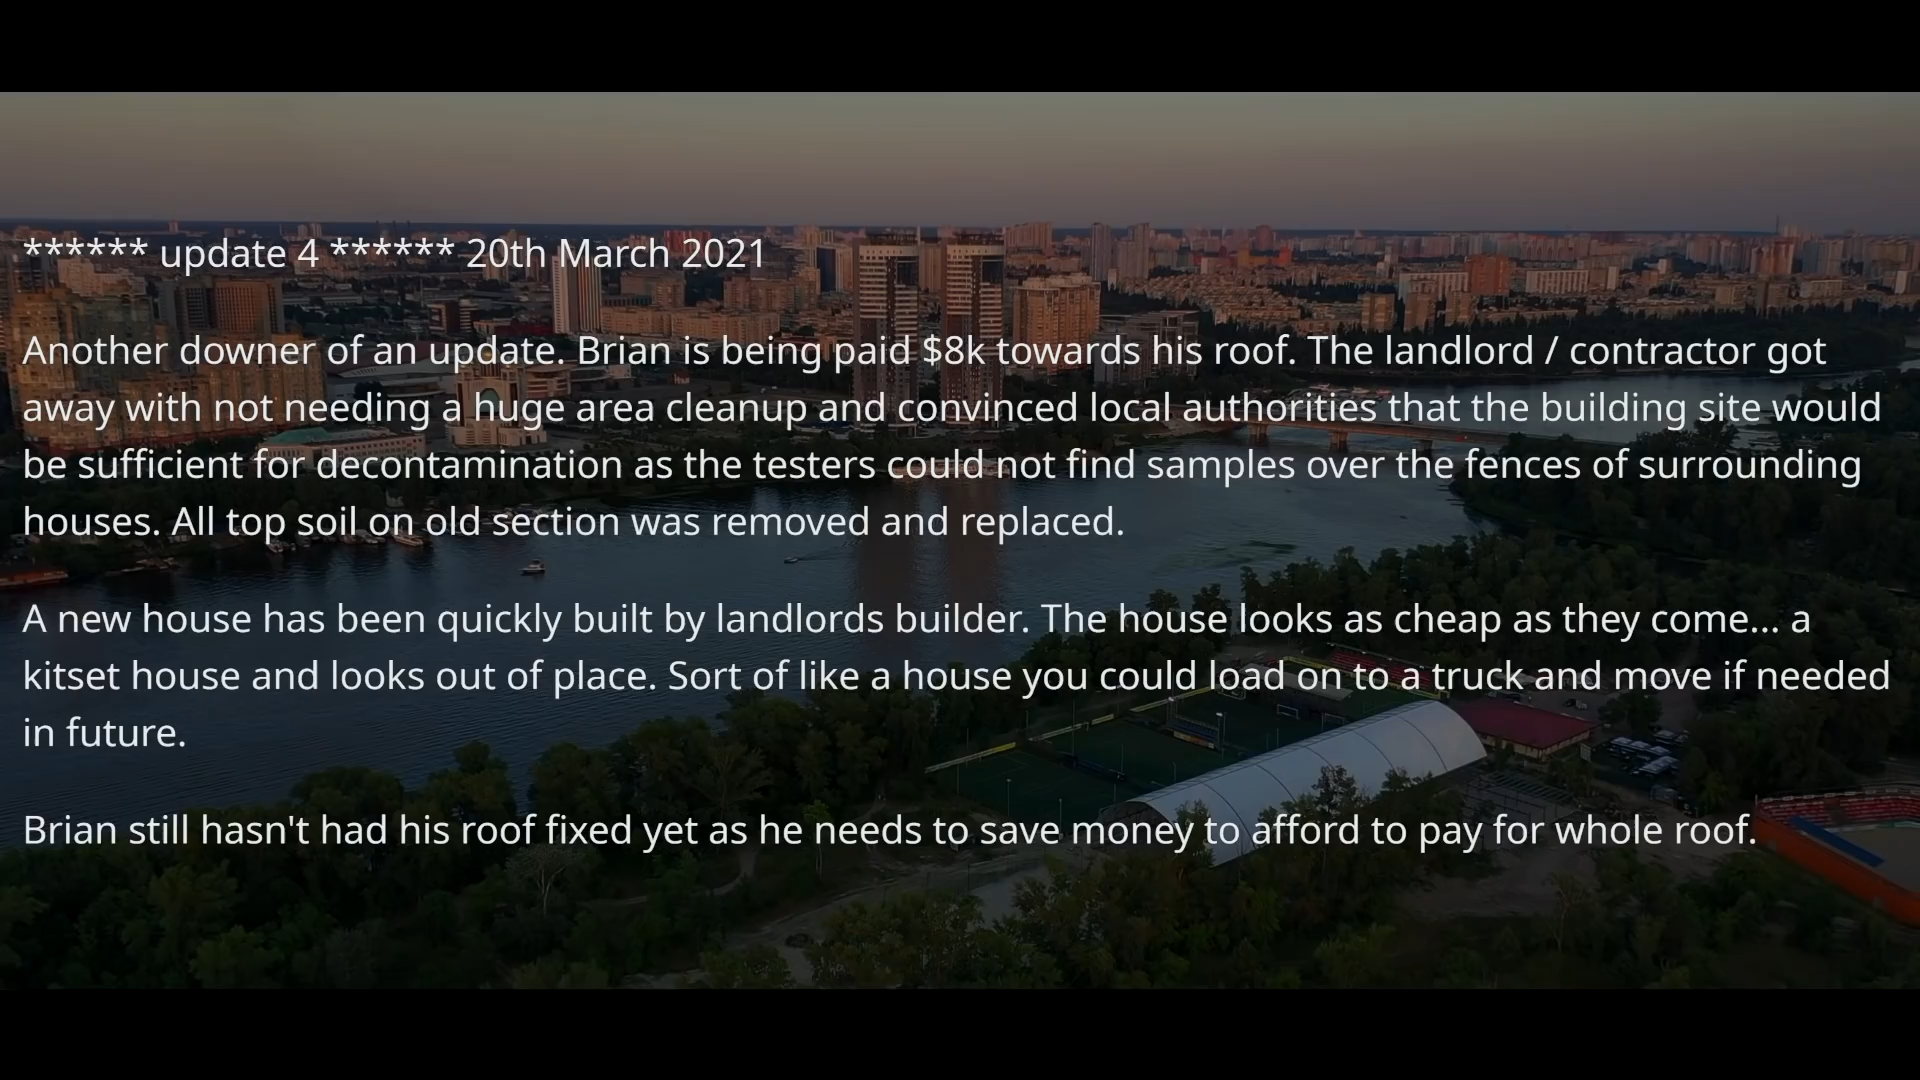 ****** update 4 ****** 20th March 2021
Another downer of an update. Brian is being paid $8k towards his roof. The landlord / contractor got
away with not needing a huge area cleanup and convinced local authorities that the building site would
be sufficient for decontamination as the testers could not find samples over the fences of surrounding
houses. All top soil on old section was removed and replaced.
A new house has been quickly built by landlords builder. The house looks as cheap as they come... a
kitset house and looks out of place. Sort of like a house you could load on to a truck and move if needed
in future.
Brian still hasn't had his roof fixed yet as he needs to save money to afford to pay for whole roof.